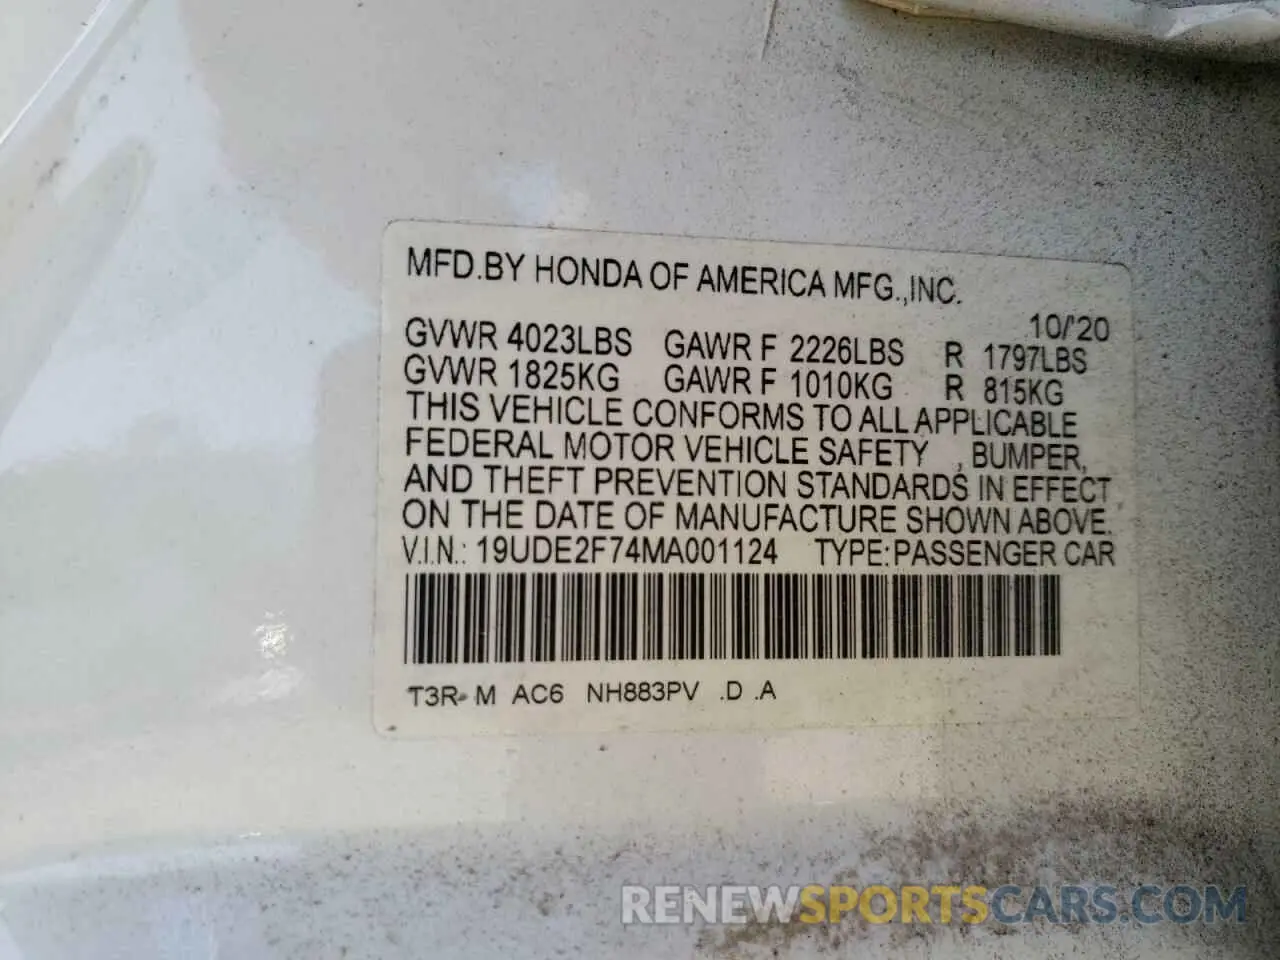 MFD.BY HONDA OF AMERICA MFG.,INC.
10/'20
GVWR 4023LBS GAWR F 2226LBS R 1797LBS
GVWR 1825KG GAWR F 1010KG R 815KG
THIS VEHICLE CONFORMS TO ALL APPLICABLE
FEDERAL MOTOR VEHICLE SAFETY , BUMPER,
AND THEFT PREVENTION STANDARDS IN EFFECT
ON THE DATE OF MANUFACTURE SHOWN ABOVE.
V.I.N.: 19UDE2F74MA001124 TYPE:PASSENGER CAR
T3R- M AC6 NH883PV .D .A
RENEWSPORTSCARS.COM